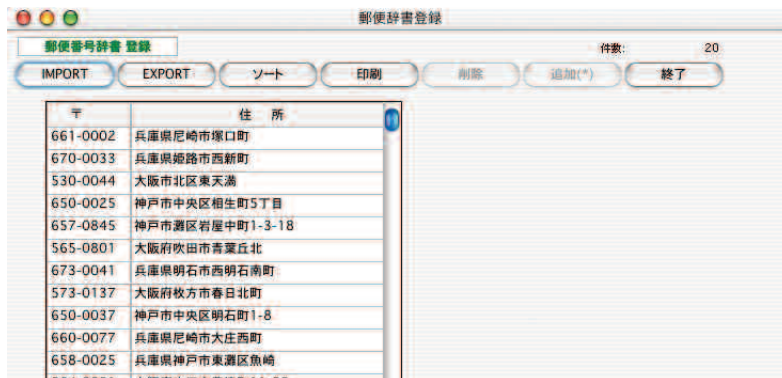 郵便辞書登録
郵便番号辞書 登録
件数: 20
IMPORT EXPORT ソート 印刷 削除 追加(*) 終了
〒 住 所
661-0002 兵庫県尼崎市塚口町
670-0033 兵庫県姫路市西新町
530-0044 大阪市北区東天満
650-0025 神戸市中央区相生町5丁目
657-0845 神戸市灘区岩屋中町1-3-18
565-0801 大阪府吹田市青葉丘北
673-0041 兵庫県明石市西明石南町
573-0137 大阪府枚方市春日北町
650-0037 神戸市中央区明石町1-8
660-0077 兵庫県尼崎市大庄西町
658-0025 兵庫県神戸市東灘区魚崎